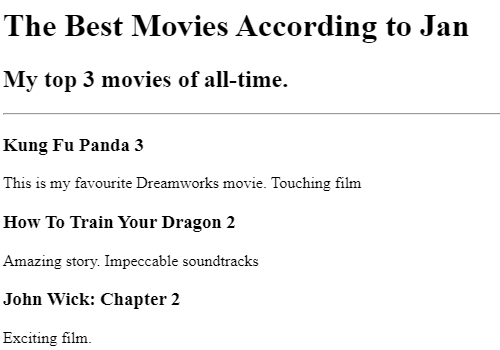 The Best Movies According to Jan
My top 3 movies of all-time.
Kung Fu Panda 3
This is my favourite Dreamworks movie. Touching film
How To Train Your Dragon 2
Amazing story. Impeccable soundtracks
John Wick: Chapter 2
Exciting film.